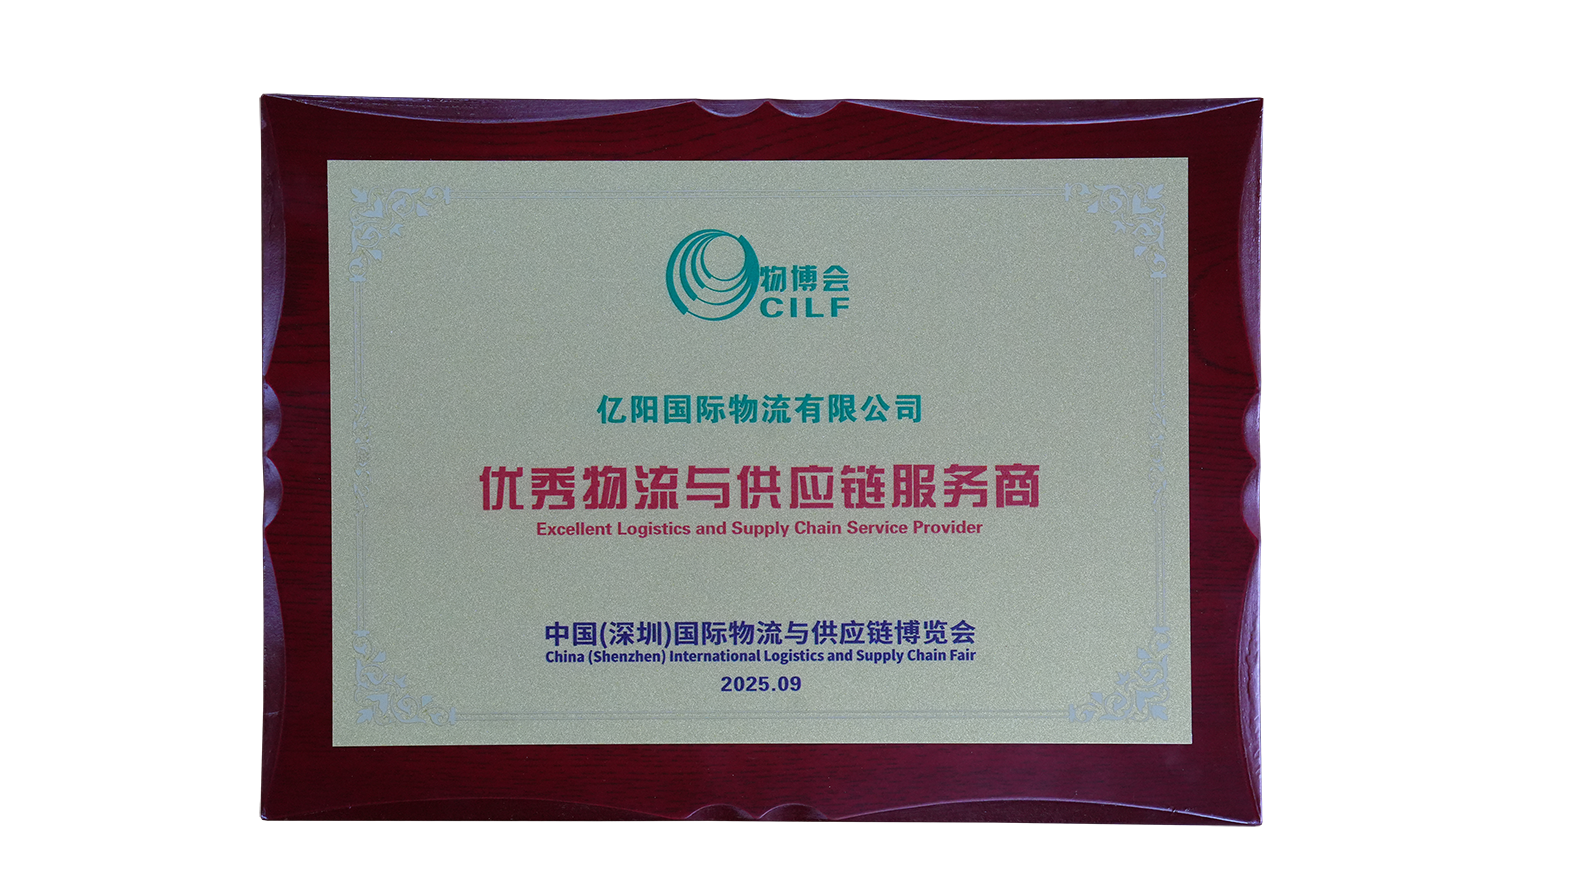 物博会
CILF
亿阳国际物流有限公司
优秀物流与供应链服务商
Excellent Logistics and Supply Chain Service Provider
中国(深圳)国际物流与供应链博览会
China (Shenzhen) International Logistics and Supply Chain Fair
2025.09